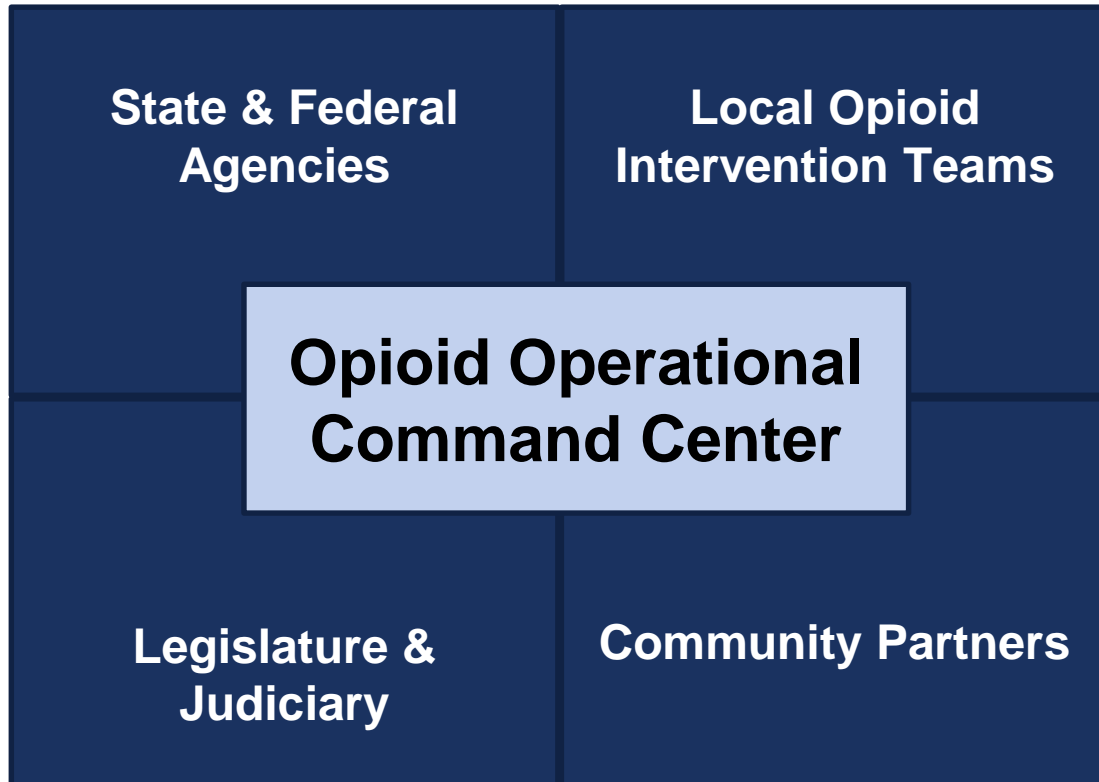 State & Federal
Agencies
Local Opioid
Intervention Teams
Opioid Operational
Command Center
Legislature &
Judiciary
Community Partners